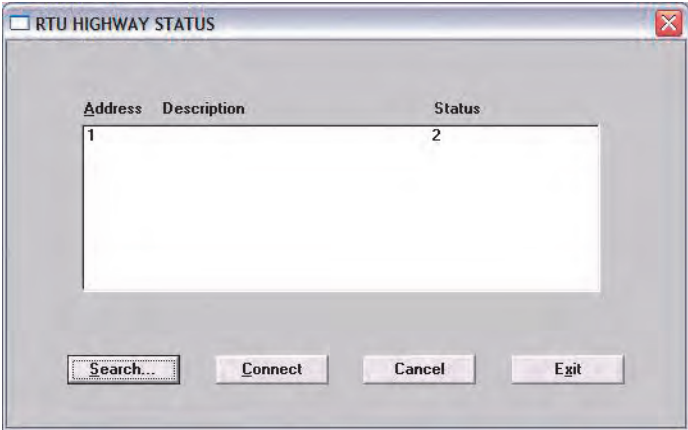 RTU HIGHWAY STATUS
Address Description Status
1 2
Search... Connect Cancel Exit